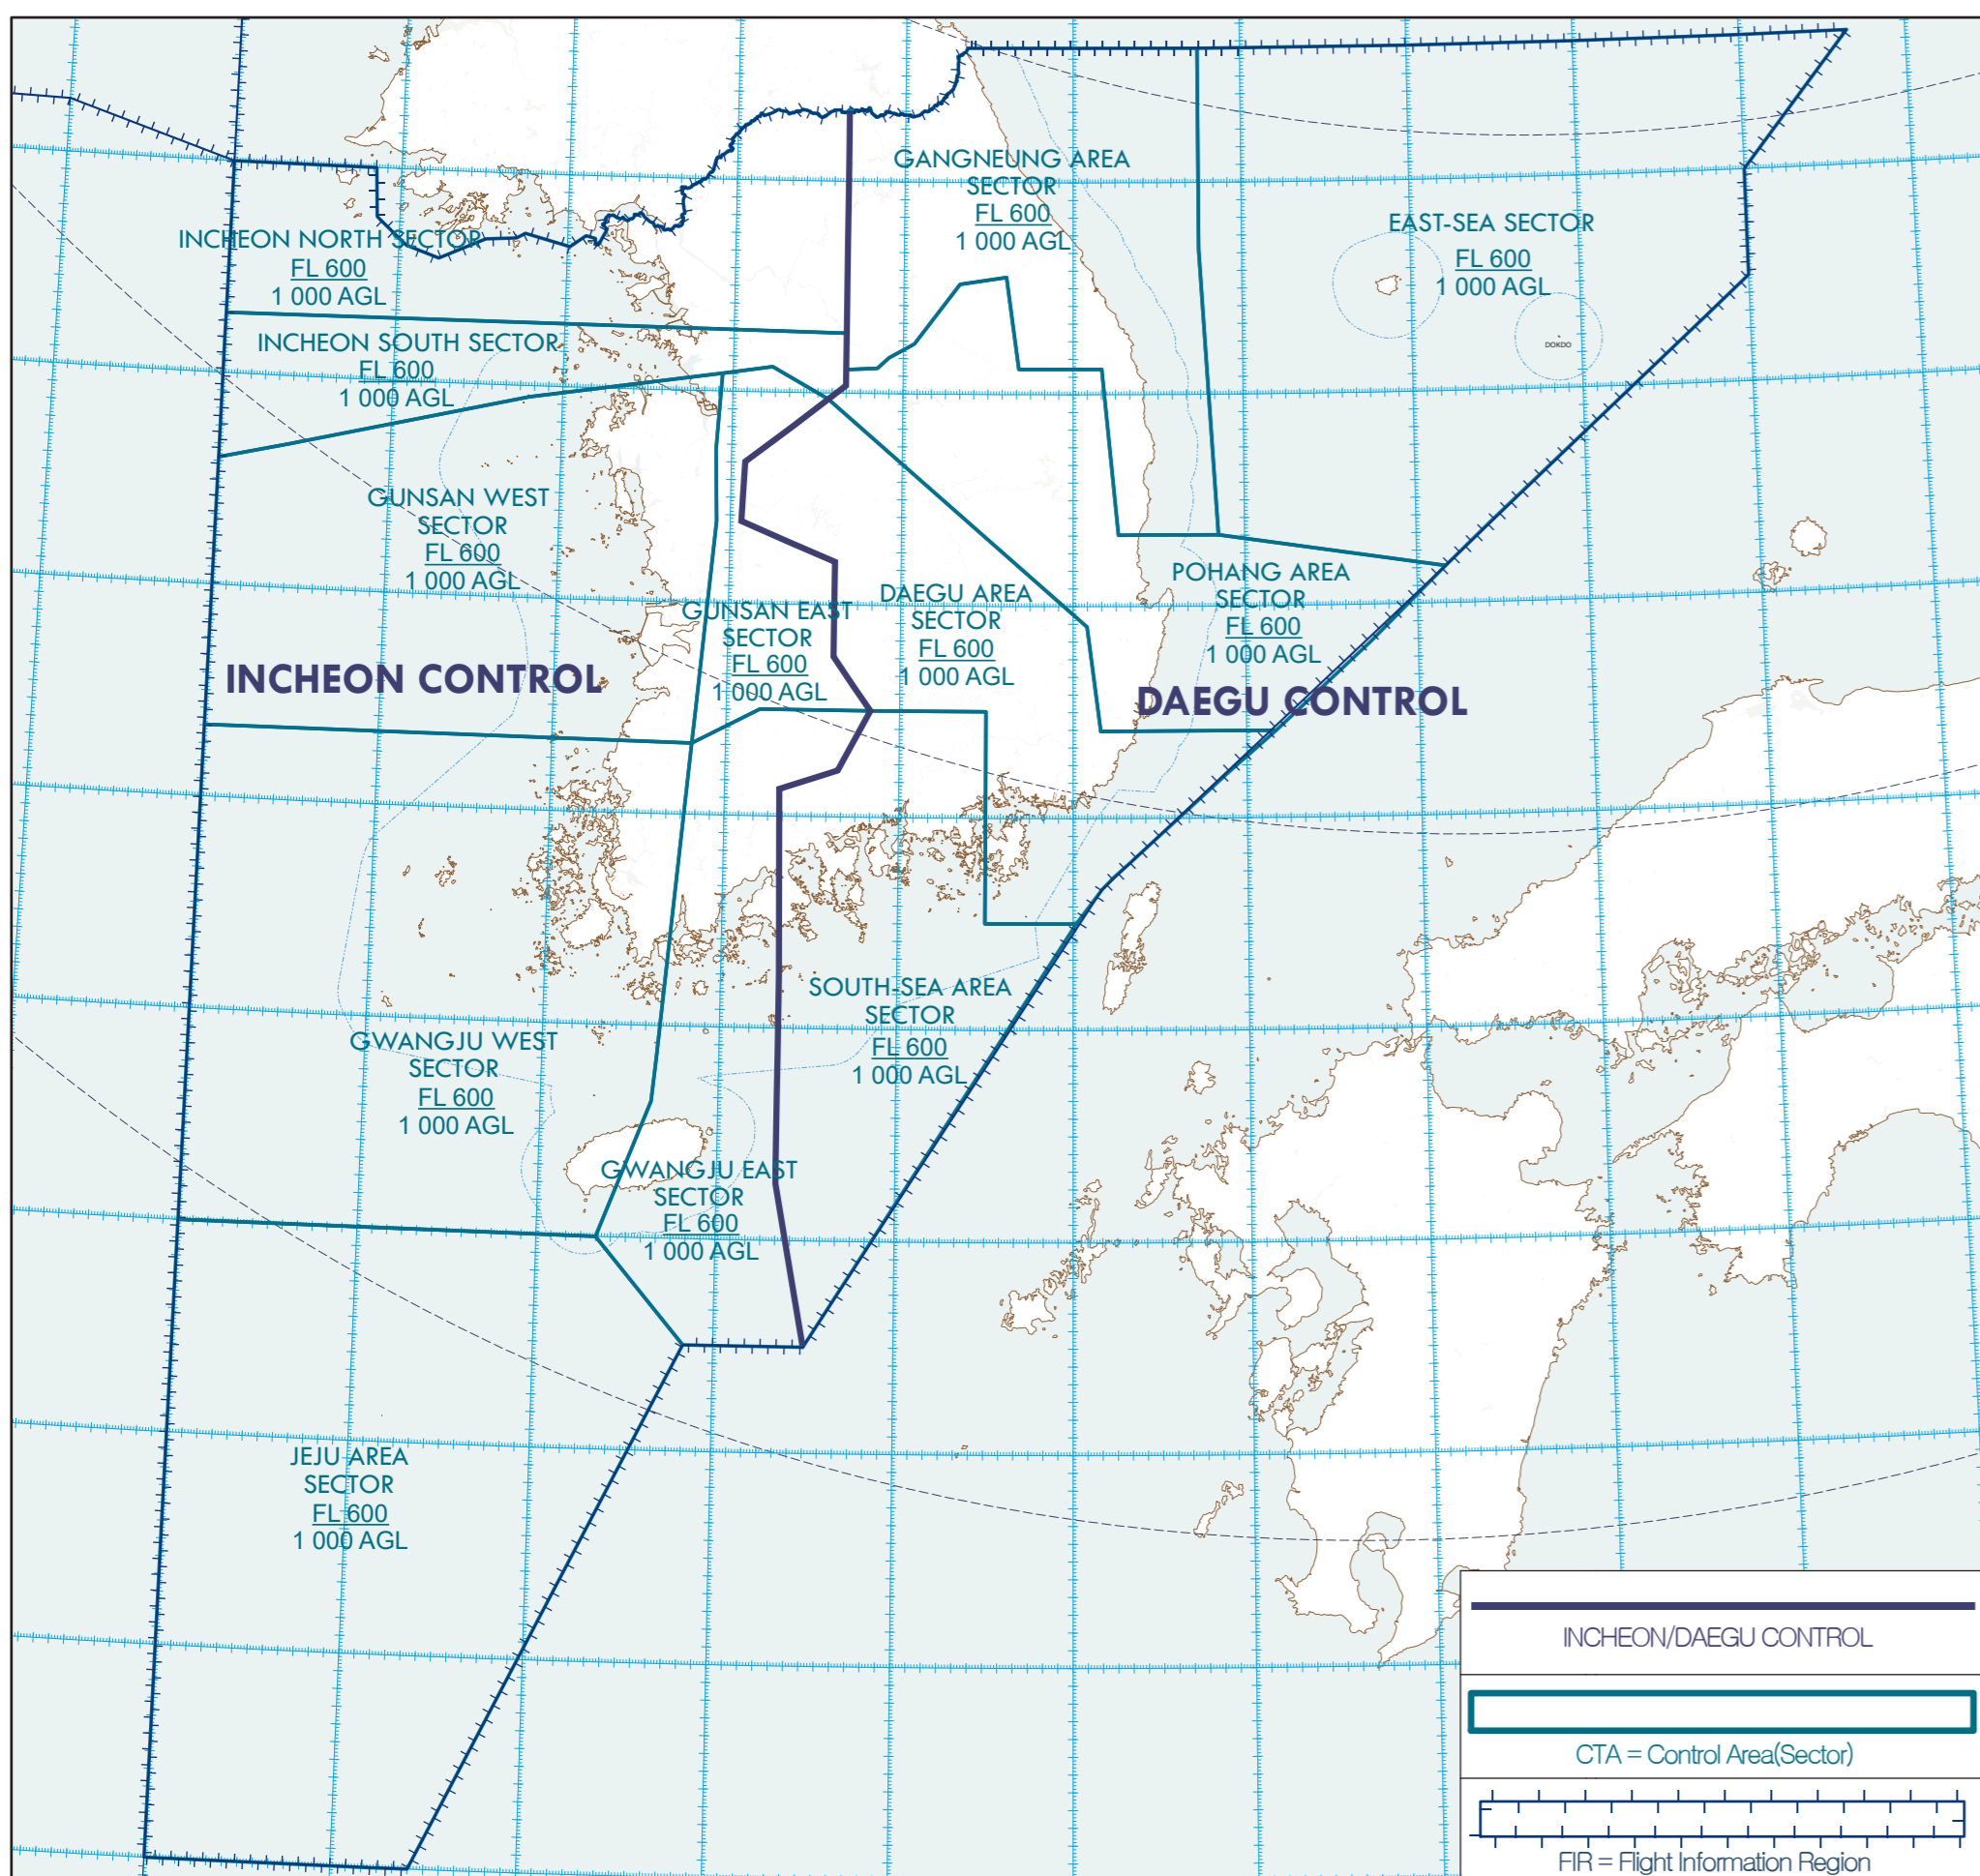 GANGNEUNG AREA
SECTOR
FL 600
1 000 AGL
EAST-SEA SECTOR
FL 600
1 000 AGL
DOKDO
INCHEON NORTH SECTOR
FL 600
1 000 AGL
INCHEON SOUTH SECTOR
FL 600
1 000 AGL
GUNSAN WEST
SECTOR
FL 600
1 000 AGL
GUNSAN EAST
SECTOR
FL 600
1 000 AGL
DAEGU AREA
SECTOR
FL 600
1 000 AGL
POHANG AREA
SECTOR
FL 600
1 000 AGL
INCHEON CONTROL
DAEGU CONTROL
SOUTH-SEA AREA
SECTOR
FL 600
1 000 AGL
GWANGJU WEST
SECTOR
FL 600
1 000 AGL
GWANGJU EAST
SECTOR
FL 600
1 000 AGL
JEJU AREA
SECTOR
FL 600
1 000 AGL
INCHEON/DAEGU CONTROL
CTA = Control Area(Sector)
FIR = Flight Information Region